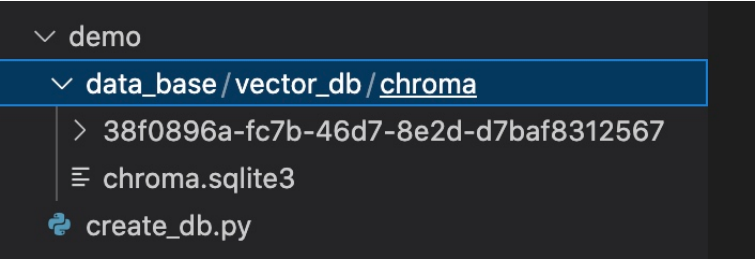 demo
data_base/vector_db/chroma
38f0896a-fc7b-46d7-8e2d-d7baf8312567
chroma.sqlite3
create_db.py